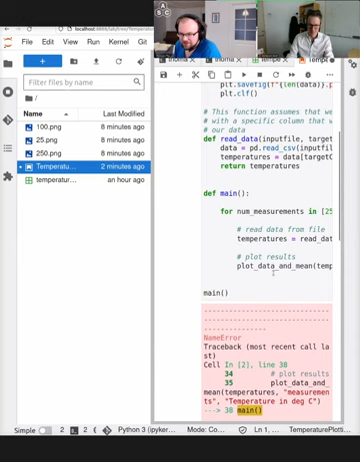 localhost:8888/lab/tree/Temperatur
File Edit View Run Kernel Git
Filter files by name
/
Name Last Modified
100.png 8 minutes ago
25.png 8 minutes ago
250.png 8 minutes ago
Temperatu... 2 minutes ago
temperatur... an hour ago
A
S C
thoma thoma tempe Tempe
plt.savefig(f"{len(data)}.p
plt.clf()
# This function assumes that we
# with a specific column that w
# our data
def read_data(inputfile, target
data = pd.read_csv(inputfil
temperatures = data[targetC
return temperatures
def main():
for num_measurements in [25
# read data from file
temperatures = read_dat
# plot results
plot_data_and_mean(temp
main()
NameError
Traceback (most recent call la
st)
Cell In [2], line 38
34 # plot results
35 plot_data_and_
mean(temperatures, "measuremen
ts", "Temperature in deg C")
---> 38 main()
Simple 2 2 Python 3 (ipyker... Mode: Co... Ln 1, ... TemperaturePlotti...